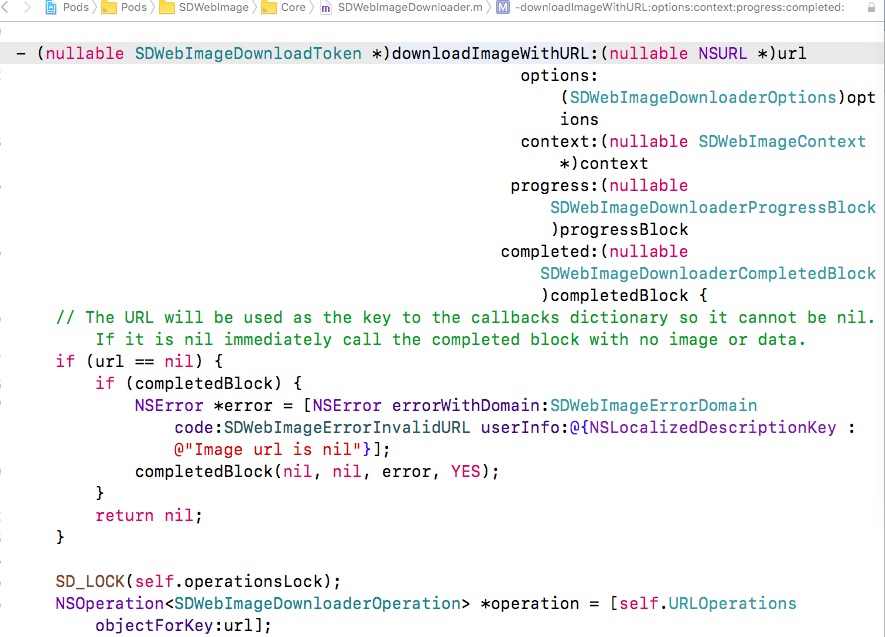 Pods Pods SDWebImage Core SDWebImageDownloader.m -downloadImageWithURL:options:context:progress:completed:
- (nullable SDWebImageDownloadToken *)downloadImageWithURL:(nullable NSURL *)url
options:
(SDWebImageDownloaderOptions)opt
ions
context:(nullable SDWebImageContext
*)context
progress:(nullable
SDWebImageDownloaderProgressBlock
)progressBlock
completed:(nullable
SDWebImageDownloaderCompletedBlock
)completedBlock {
// The URL will be used as the key to the callbacks dictionary so it cannot be nil.
If it is nil immediately call the completed block with no image or data.
if (url == nil) {
if (completedBlock) {
NSError *error = [NSError errorWithDomain:SDWebImageErrorDomain
code:SDWebImageErrorInvalidURL userInfo:@{NSLocalizedDescriptionKey :
@"Image url is nil"}];
completedBlock(nil, nil, error, YES);
}
return nil;
}
SD_LOCK(self.operationsLock);
NSOperation<SDWebImageDownloaderOperation> *operation = [self.URLOperations
objectForKey:url];